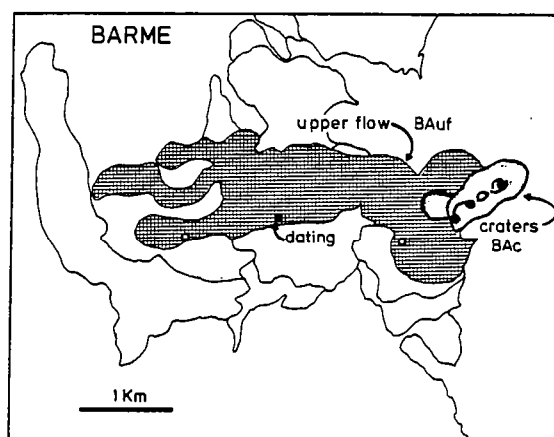 BARME
upper flow BAuf
craters
BAc
dating
1 Km